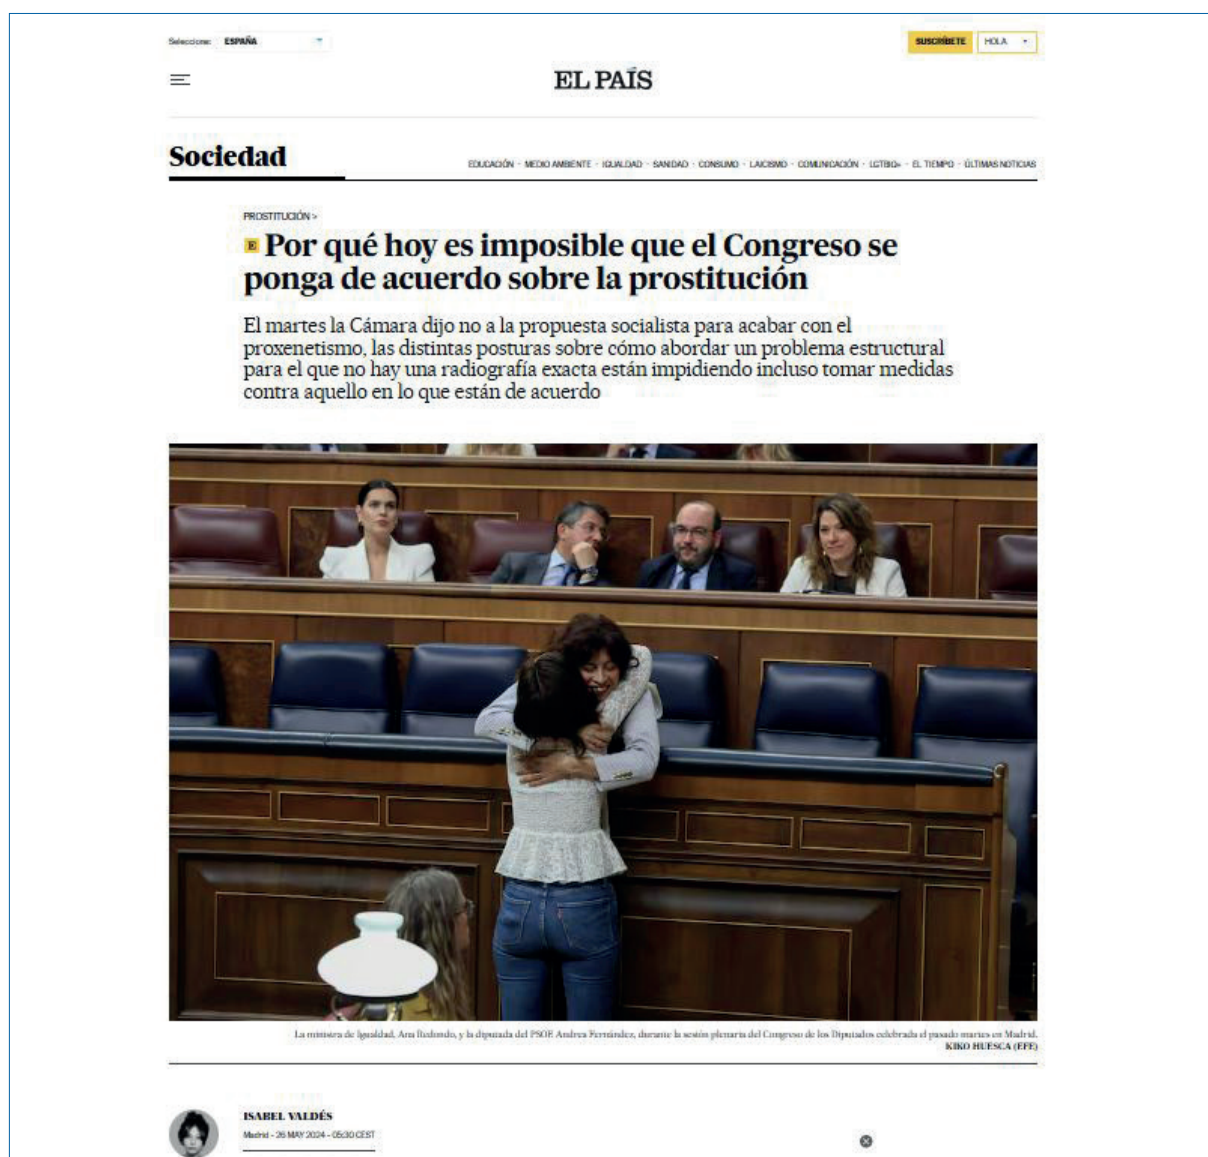 Seleccione: ESPAÑA
SUSCRÍBETE HOLA
EL PAÍS
Sociedad
EDUCACIÓN · MEDIO AMBIENTE · IGUALDAD · SANIDAD · CONSUMO · LAICISMO · COMUNICACIÓN · LGTBIQ+ · EL TIEMPO · ÚLTIMAS NOTICIAS
PROSTITUCIÓN >
E Por qué hoy es imposible que el Congreso se
ponga de acuerdo sobre la prostitución
El martes la Cámara dijo no a la propuesta socialista para acabar con el
proxenetismo, las distintas posturas sobre cómo abordar un problema estructural
para el que no hay una radiografía exacta están impidiendo incluso tomar medidas
contra aquello en lo que están de acuerdo
La ministra de Igualdad, Ana Redondo, y la diputada del PSOE Andrea Fernández, durante la sesión plenaria del Congreso de los Diputados celebrada el pasado martes en Madrid.
KIKO HUESCA (EFE)
ISABEL VALDÉS
Madrid - 26 MAY 2024 - 05:30 CEST